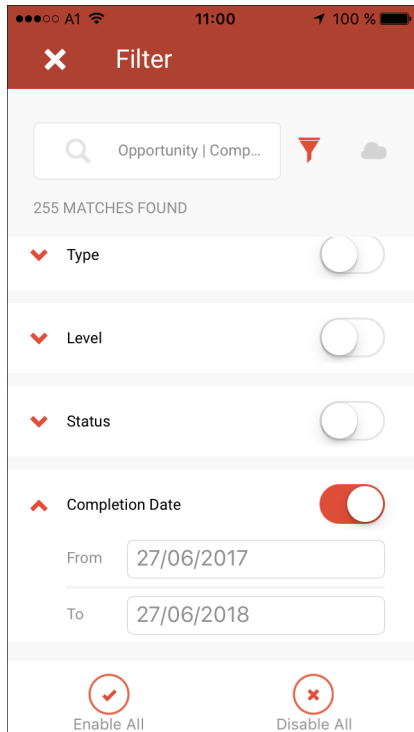 A1 11:00 100 %
Filter
Opportunity | Comp...
255 MATCHES FOUND
Type
Level
Status
Completion Date
From 27/06/2017
To 27/06/2018
Enable All Disable All